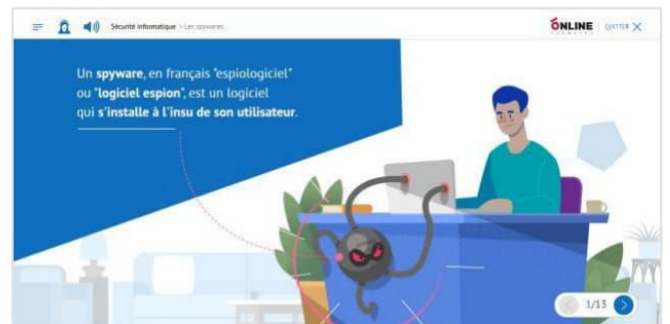 Sécurité informatique > Les spywares
ONLINE
QUITTER
Un spyware, en français "espiologiciel"
ou "logiciel espion", est un logiciel
qui s'installe à l'insu de son utilisateur.
1/13